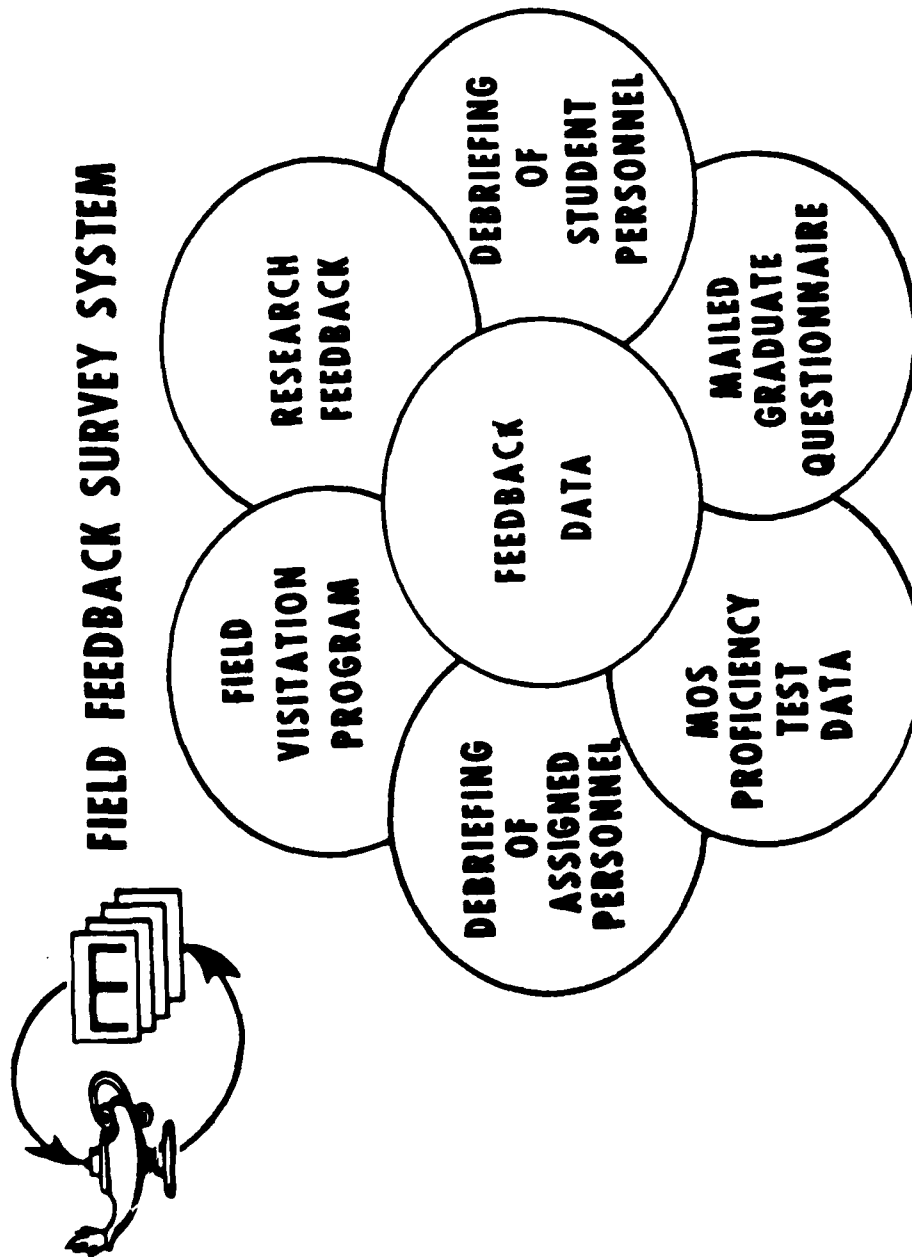 FIELD FEEDBACK SURVEY SYSTEM
E
FIELD
VISITATION
PROGRAM
RESEARCH
FEEDBACK
DEBRIEFING
OF
ASSIGNED
PERSONNEL
FEEDBACK
DATA
DEBRIEFING
OF
STUDENT
PERSONNEL
MOS
PROFICIENCY
TEST
DATA
MAILED
GRADUATE
QUESTIONNAIRE